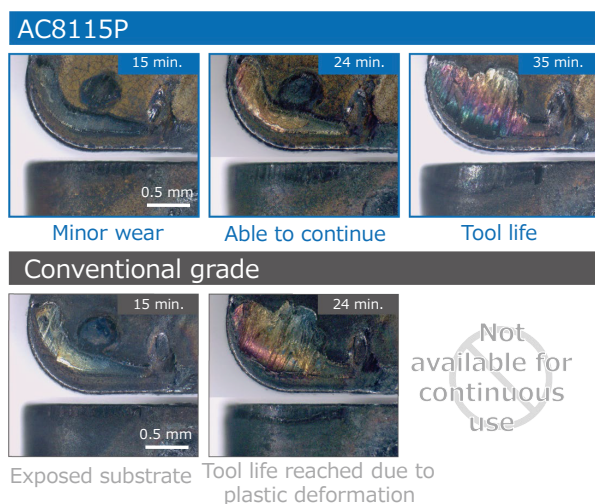 AC8115P
15 min.
24 min.
35 min.
0.5 mm
Minor wear
Able to continue
Tool life
Conventional grade
15 min.
24 min.
0.5 mm
Not
available for
continuous
use
Exposed substrate
Tool life reached due to
plastic deformation